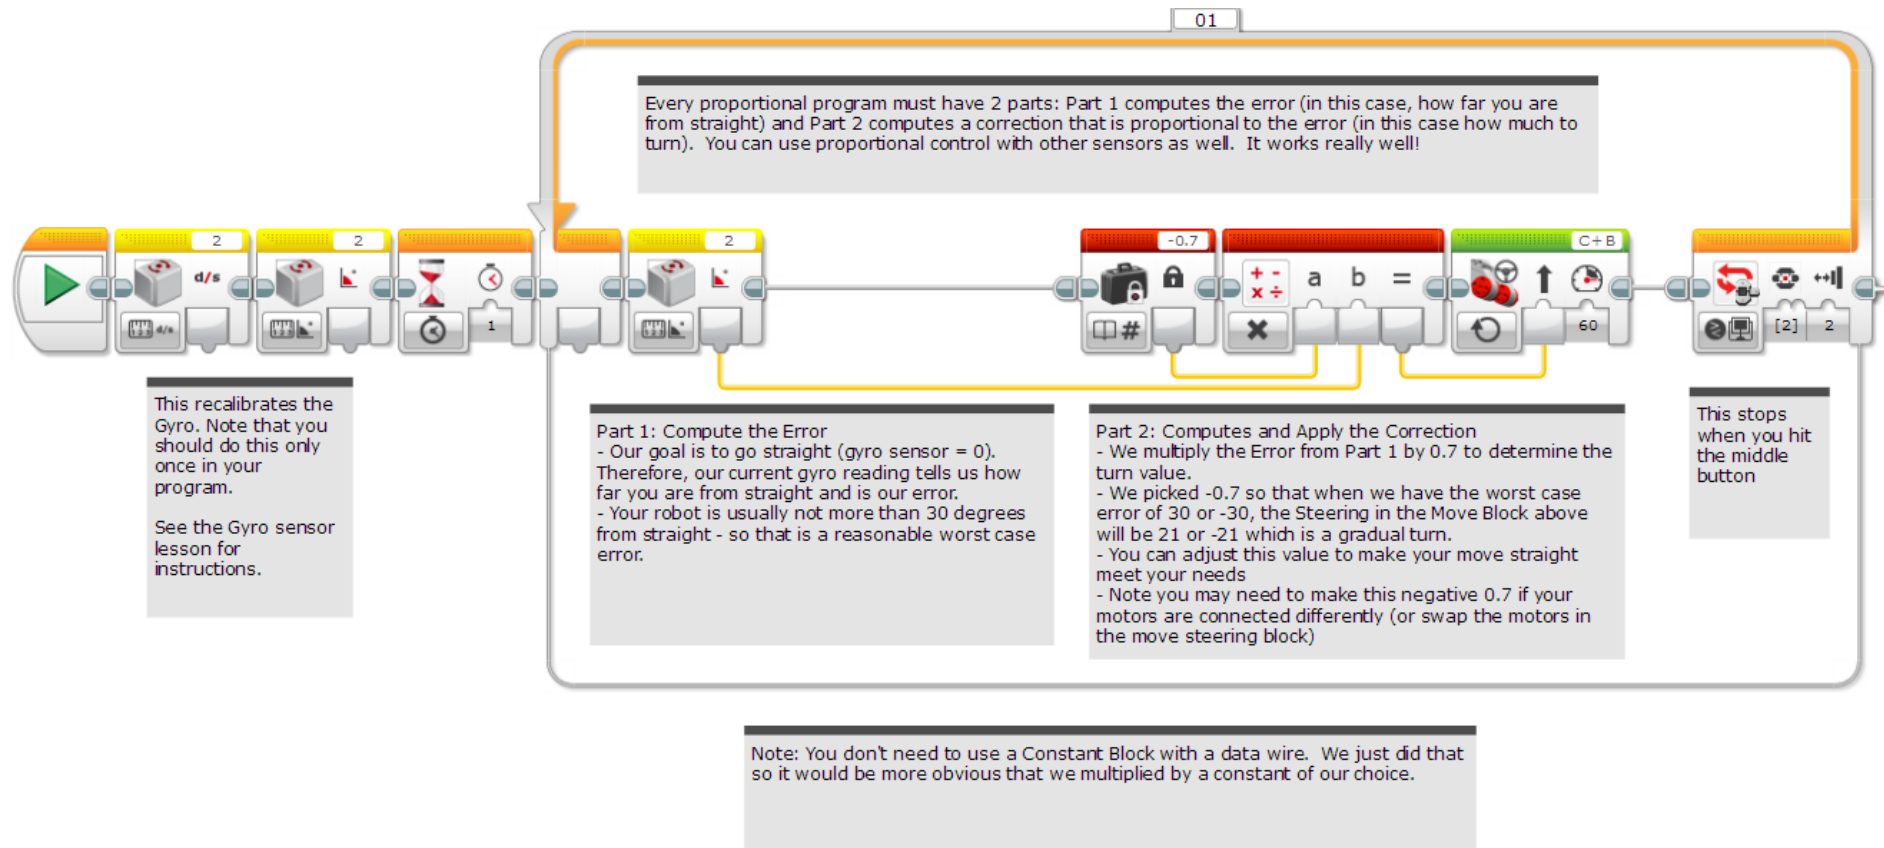 01
Every proportional program must have 2 parts: Part 1 computes the error (in this case, how far you are
from straight) and Part 2 computes a correction that is proportional to the error (in this case how much to
turn).  You can use proportional control with other sensors as well.  It works really well!
2
2
2
-0.7
C+B
d/s
a b =
+ -
x ÷
d/s
1
#
60
[2] 2
This recalibrates the
Gyro. Note that you
should do this only
once in your
program.
See the Gyro sensor
lesson for
instructions.
Part 1: Compute the Error
- Our goal is to go straight (gyro sensor = 0).
Therefore, our current gyro reading tells us how
far you are from straight and is our error.
- Your robot is usually not more than 30 degrees
from straight - so that is a reasonable worst case
error.
Part 2: Computes and Apply the Correction
- We multiply the Error from Part 1 by 0.7 to determine the
turn value.
- We picked -0.7 so that when we have the worst case
error of 30 or -30, the Steering in the Move Block above
will be 21 or -21 which is a gradual turn.
- You can adjust this value to make your move straight
meet your needs
- Note you may need to make this negative 0.7 if your
motors are connected differently (or swap the motors in
the move steering block)
This stops
when you hit
the middle
button
Note: You don't need to use a Constant Block with a data wire.  We just did that
so it would be more obvious that we multiplied by a constant of our choice.